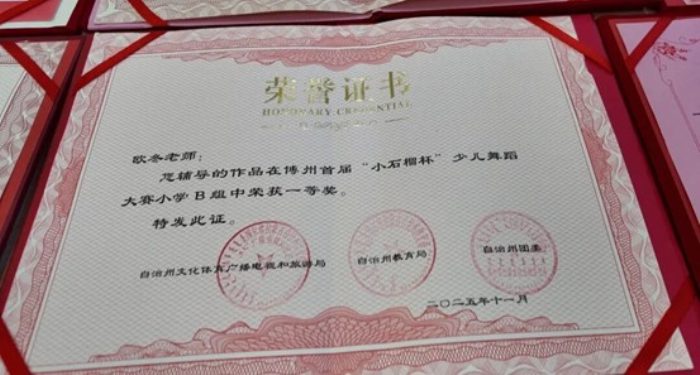 荣誉证书
HONORARY CREDENTIAL
欧冬老师：
您辅导的作品在博州首届“小石榴杯”少儿舞蹈
大赛小学B组中荣获一等奖。
特发此证。
自治州文化体育广播电视和旅游局 自治州教育局 自治州团委
二〇二五年十一月